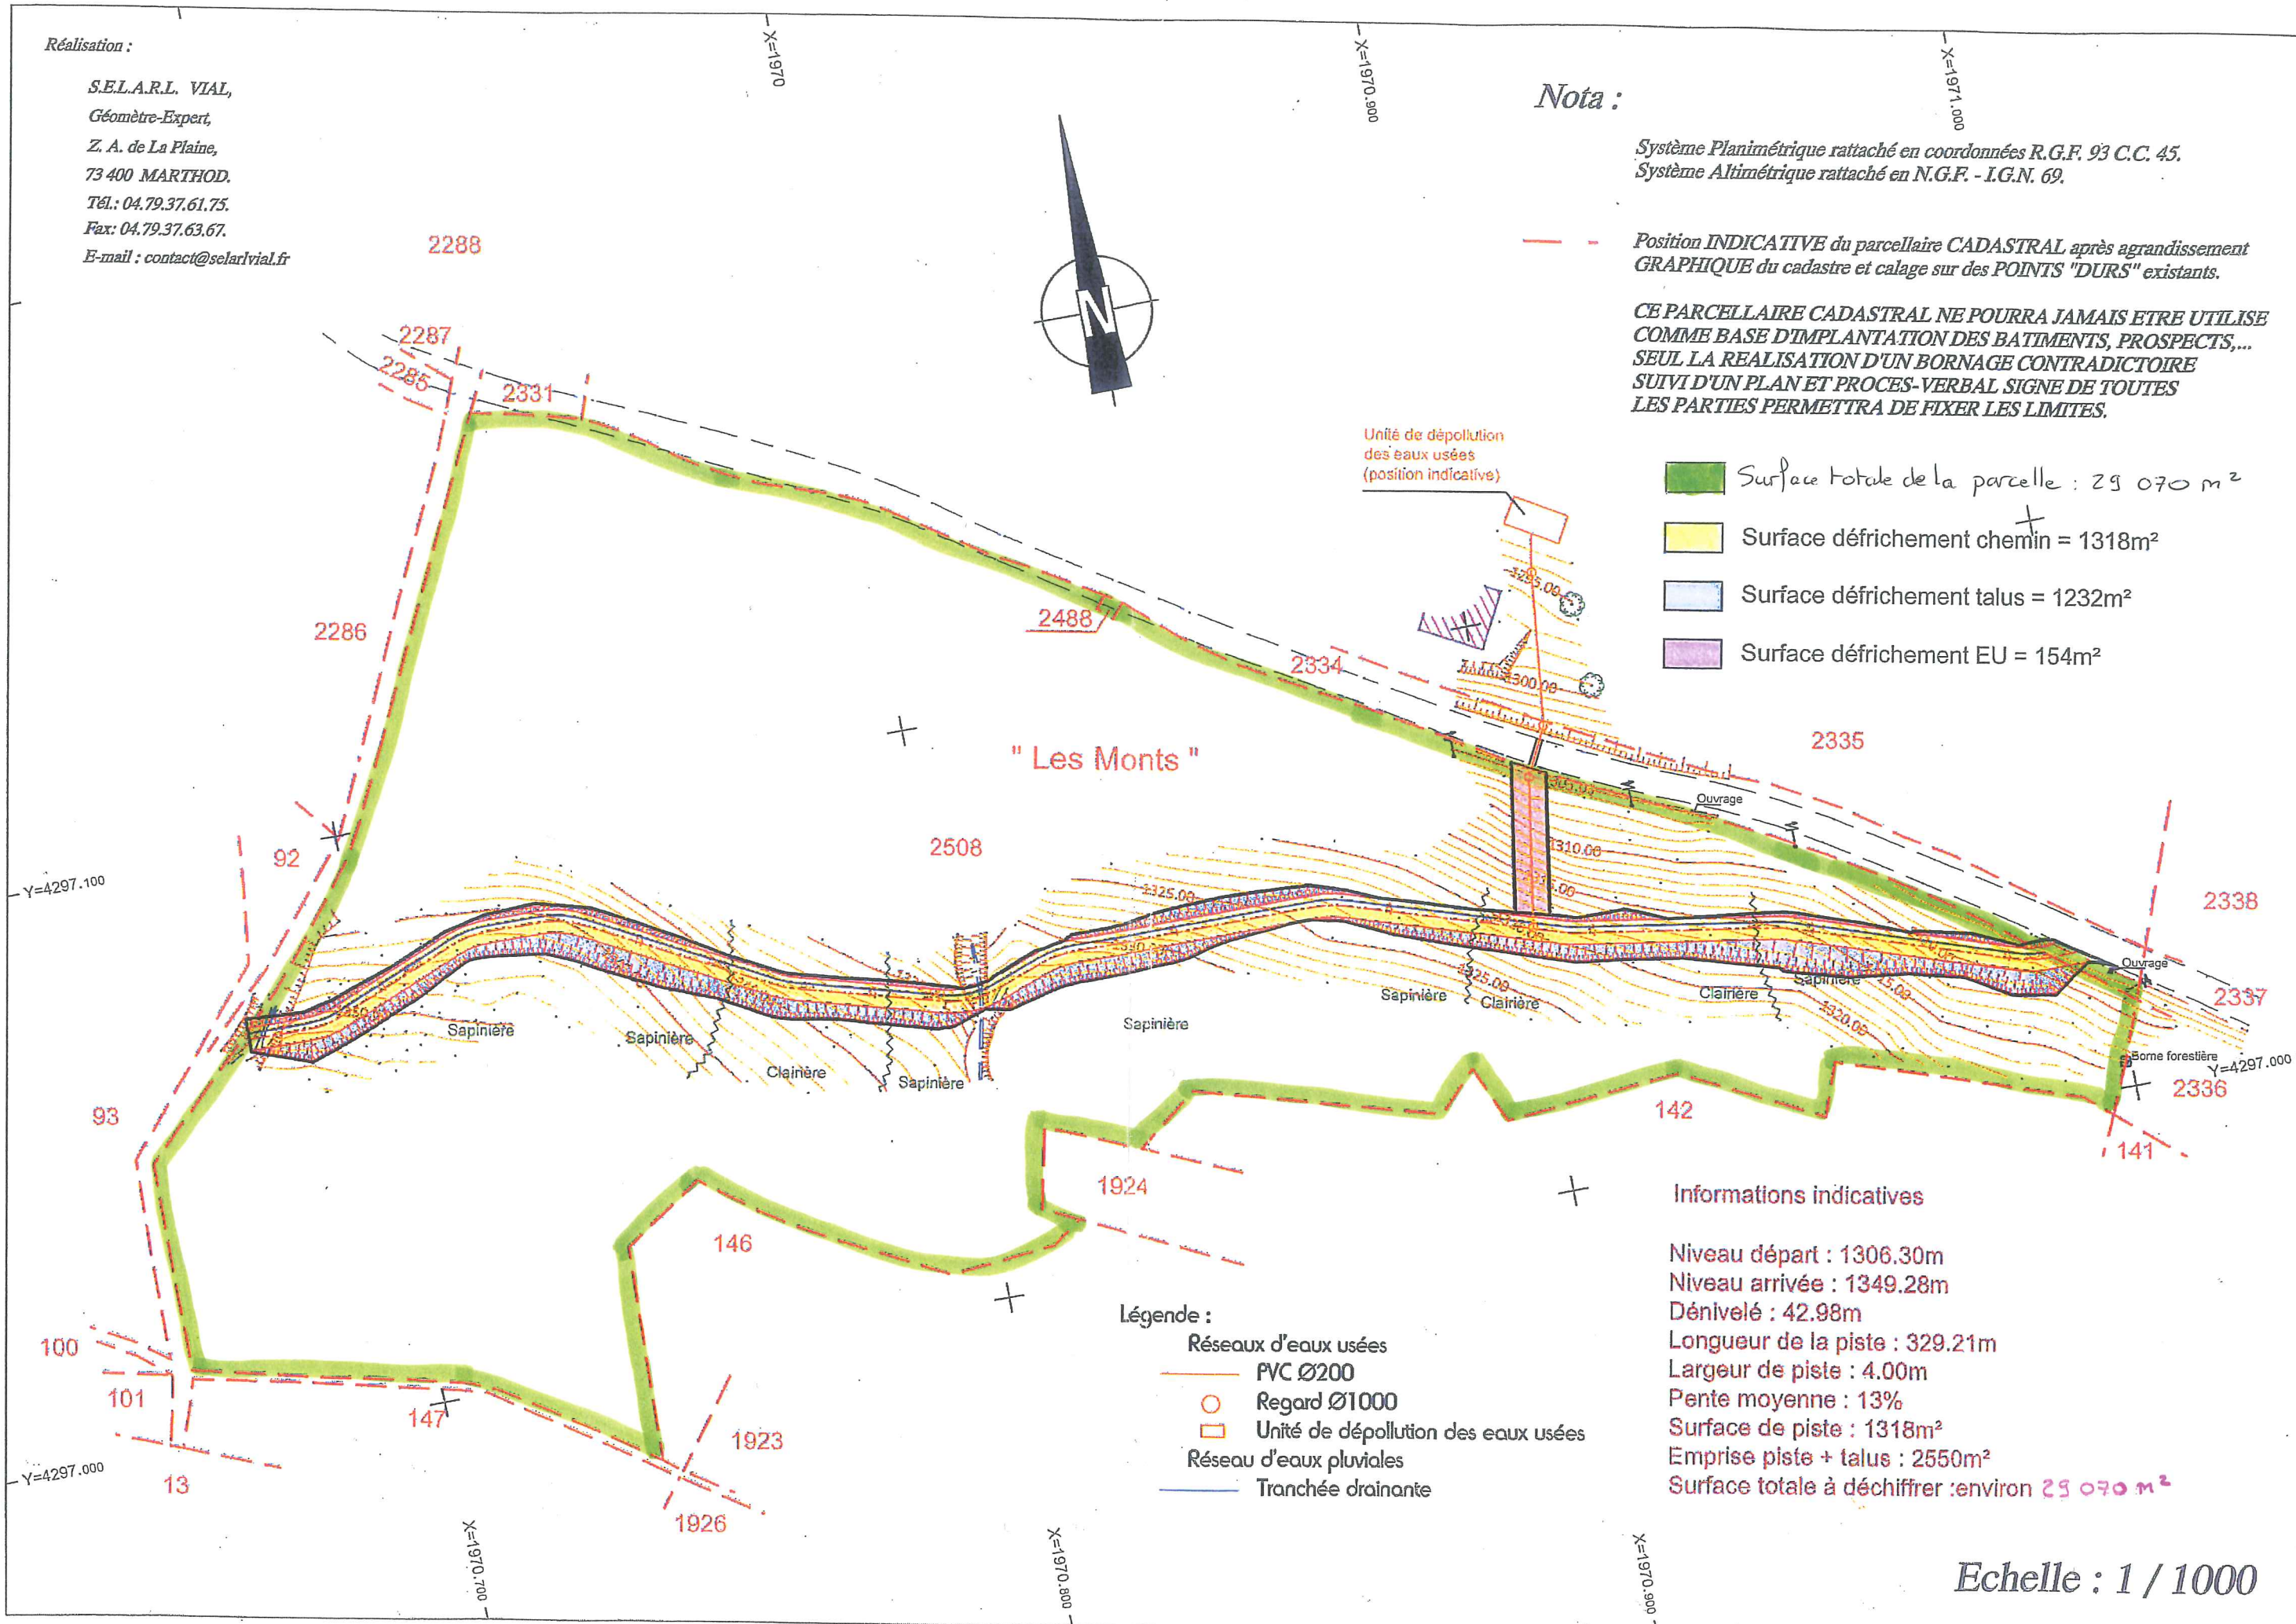 Réalisation :
S.E.L.A.R.L. VIAL,
Géomètre-Expert,
Z. A. de La Plaine,
73 400 MARTHOD.
Tél.: 04.79.37.61.75.
Fax: 04.79.37.63.67.
E-mail : contact@selarlvial.fr
X=1970
X=1970.900
X=1971.000
Nota :
Système Planimétrique rattaché en coordonnées R.G.F. 93 C.C. 45.
Système Altimétrique rattaché en N.G.F. - I.G.N. 69.
Position INDICATIVE du parcellaire CADASTRAL après agrandissement
GRAPHIQUE du cadastre et calage sur des POINTS "DURS" existants.
CE PARCELLAIRE CADASTRAL NE POURRA JAMAIS ETRE UTILISE
COMME BASE D'IMPLANTATION DES BATIMENTS, PROSPECTS,...
SEUL LA REALISATION D'UN BORNAGE CONTRADICTOIRE
SUIVI D'UN PLAN ET PROCES-VERBAL SIGNE DE TOUTES
LES PARTIES PERMETTRA DE FIXER LES LIMITES.
Surface totale de la parcelle : 29 070 m²
Surface défrichement chemin = 1318m²
Surface défrichement talus = 1232m²
Surface défrichement EU = 154m²
N
Unité de dépollution
des eaux usées
(position indicative)
2288
2287
2285
2331
2286
2488
2334
1295.00
1300.00
2335
" Les Monts "
2508
92
Ouvrage
1310.00
1325.00
2338
Y=4297.100
Ouvrage
2337
Sapinière
Sapinière
Clairière
Sapinière
Sapinière
Sapinière
Clairière
Clairière
Sapinière
1325.00
1320.00
Borne forestière
Y=4297.000
2336
93
142
141
1924
146
100
101
147
1923
13
1926
Y=4297.000
X=1970.700
X=1970.800
X=1970.900
Légende :
Réseaux d'eaux usées
PVC Ø200
Regard Ø1000
Unité de dépollution des eaux usées
Réseau d'eaux pluviales
Tranchée drainante
Informations indicatives
Niveau départ : 1306.30m
Niveau arrivée : 1349.28m
Dénivelé : 42.98m
Longueur de la piste : 329.21m
Largeur de piste : 4.00m
Pente moyenne : 13%
Surface de piste : 1318m²
Emprise piste + talus : 2550m²
Surface totale à déchiffrer :environ 29 070 m²
Echelle : 1 / 1000